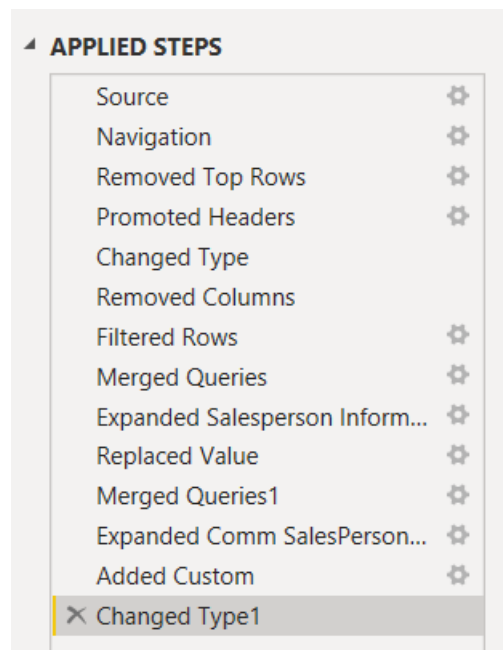 APPLIED STEPS
Source
Navigation
Removed Top Rows
Promoted Headers
Changed Type
Removed Columns
Filtered Rows
Merged Queries
Expanded Salesperson Inform...
Replaced Value
Merged Queries1
Expanded Comm SalesPerson...
Added Custom
Changed Type1